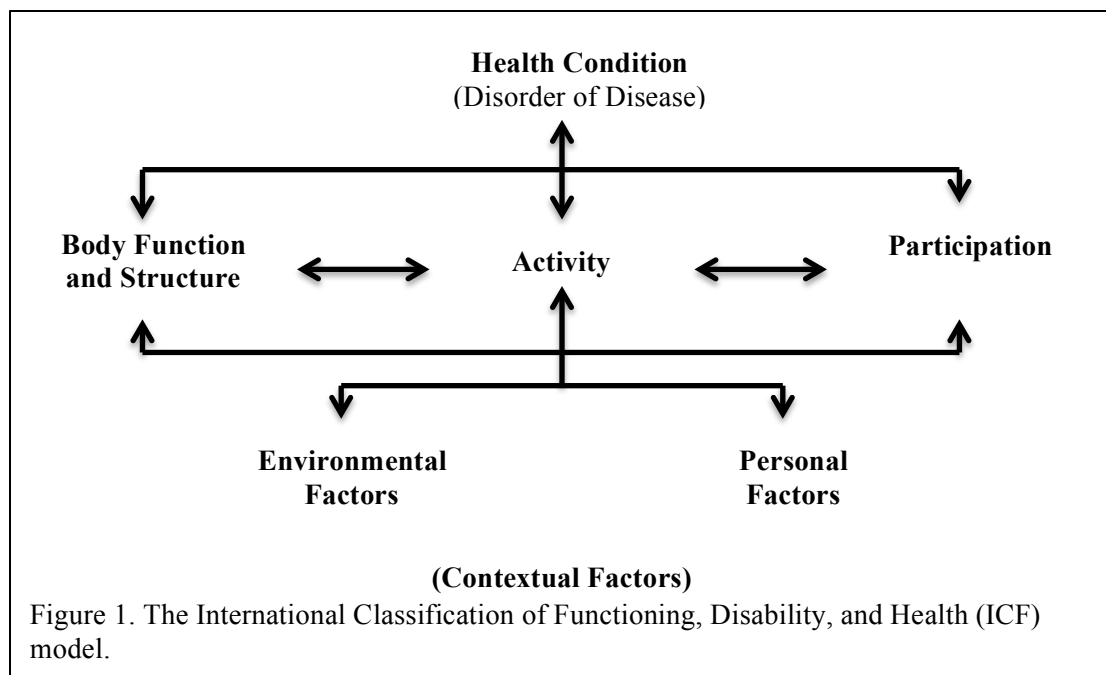 Health Condition
(Disorder of Disease)
Body Function
and Structure
Activity
Participation
Environmental
Factors
Personal
Factors
(Contextual Factors)
Figure 1. The International Classification of Functioning, Disability, and Health (ICF)
model.